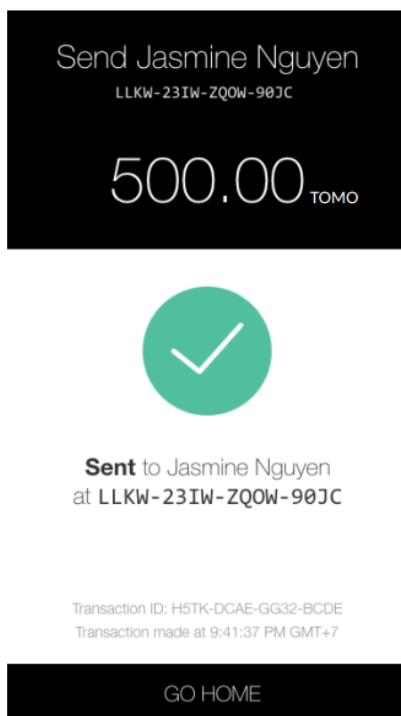 Send Jasmine Nguyen
LLKW-23IW-ZQOW-90JC
500.00 TOMO
Sent to Jasmine Nguyen
at LLKW-23IW-ZQOW-90JC
Transaction ID: H5TK-DCAE-GG32-BCDE
Transaction made at 9:41:37 PM GMT+7
GO HOME